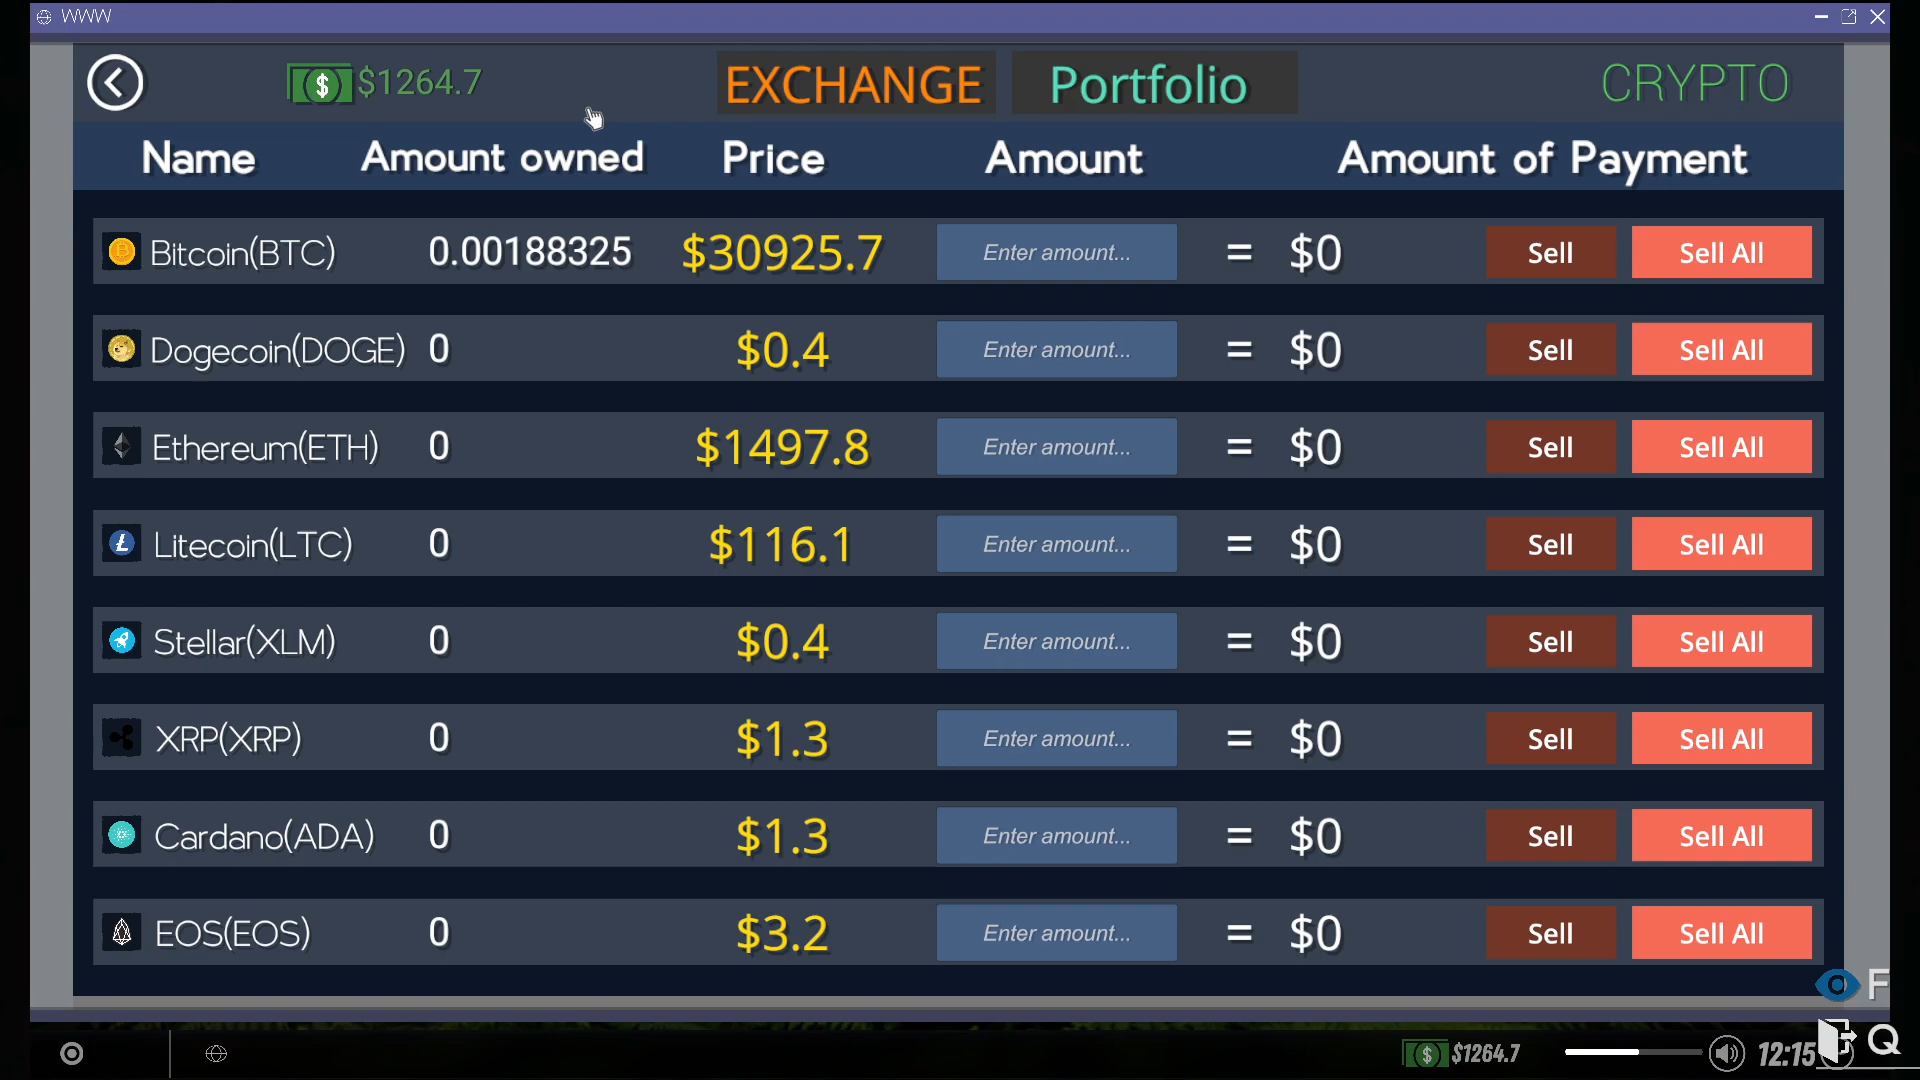 WWW
$1264.7 EXCHANGE Portfolio CRYPTO
Name Amount owned Price Amount Amount of Payment
Bitcoin(BTC) 0.00188325 $30925.7 Enter amount... = $0 Sell Sell All
Dogecoin(DOGE) 0 $0.4 Enter amount... = $0 Sell Sell All
Ethereum(ETH) 0 $1497.8 Enter amount... = $0 Sell Sell All
Litecoin(LTC) 0 $116.1 Enter amount... = $0 Sell Sell All
Stellar(XLM) 0 $0.4 Enter amount... = $0 Sell Sell All
XRP(XRP) 0 $1.3 Enter amount... = $0 Sell Sell All
Cardano(ADA) 0 $1.3 Enter amount... = $0 Sell Sell All
EOS(EOS) 0 $3.2 Enter amount... = $0 Sell Sell All
F
$1264.7 12:15 Q